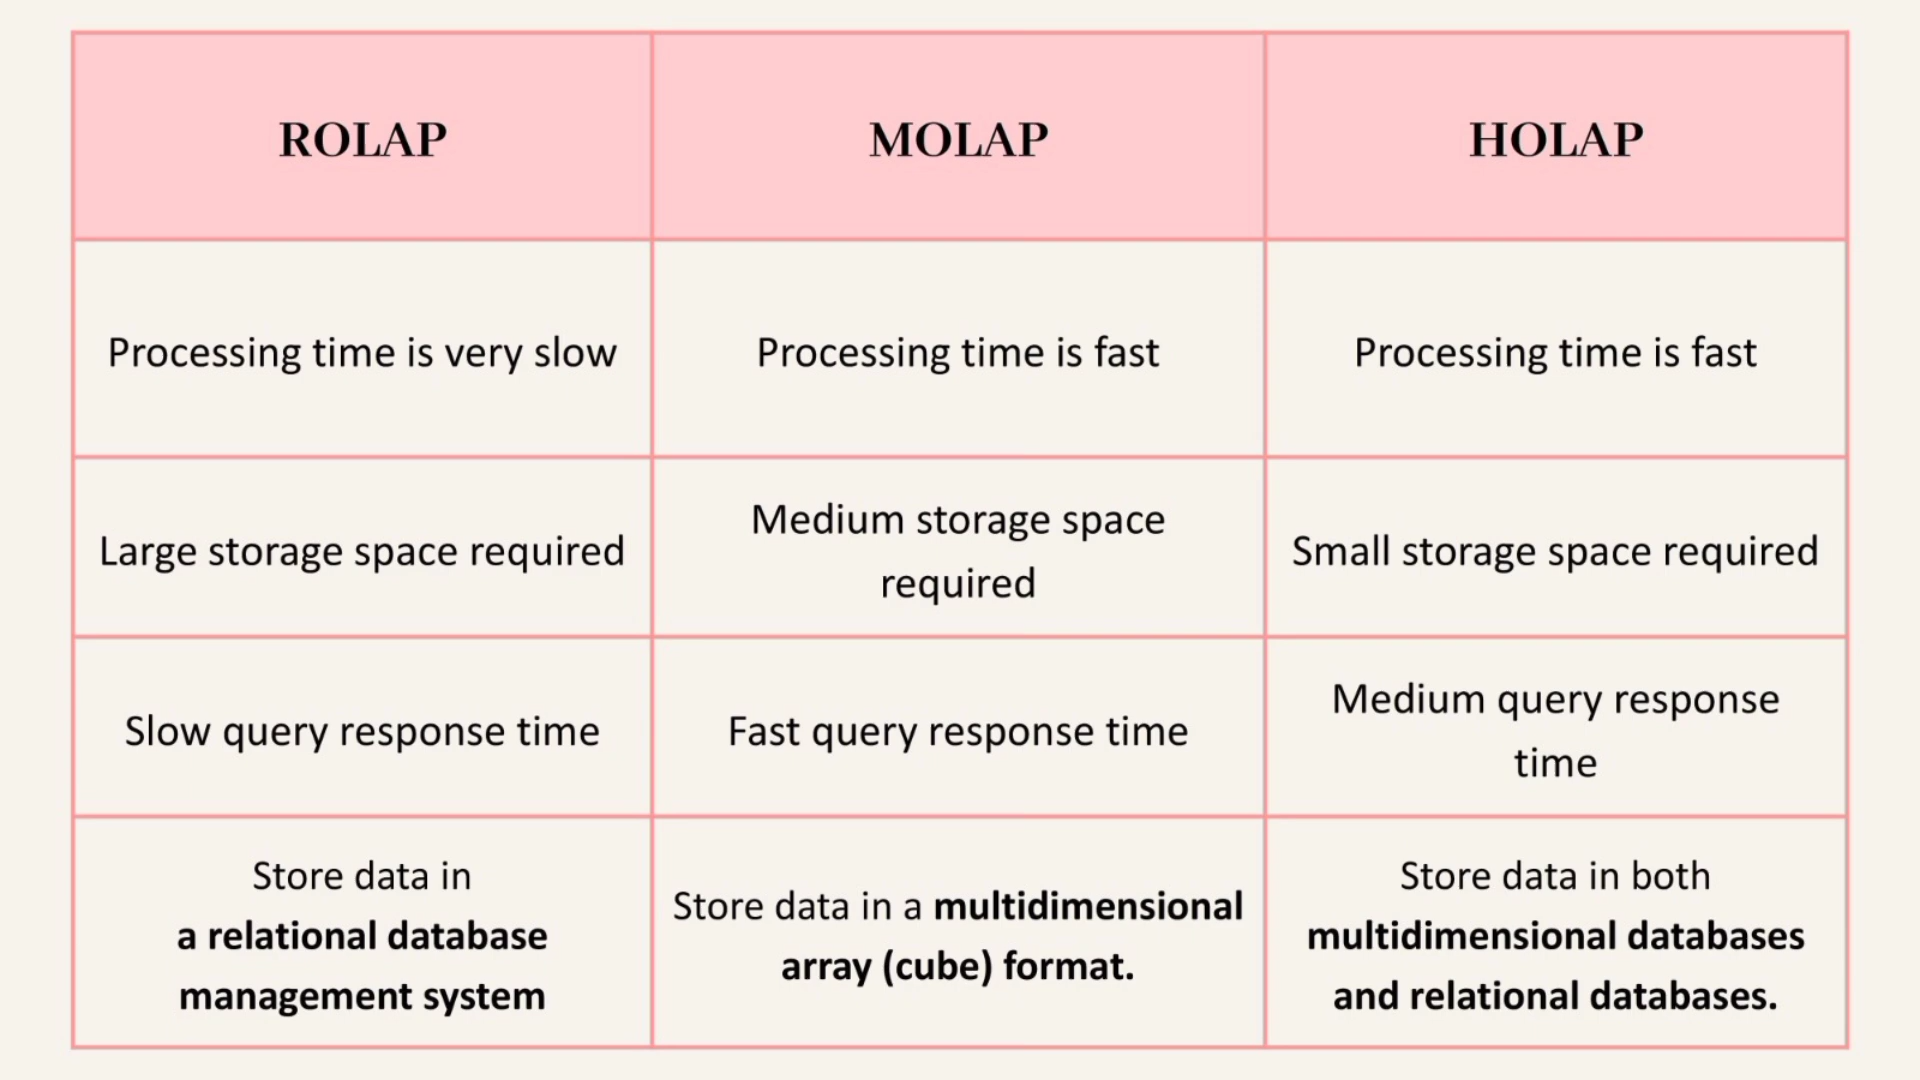 ROLAP
MOLAP
HOLAP
Processing time is very slow
Processing time is fast
Processing time is fast
Large storage space required
Medium storage space
required
Small storage space required
Slow query response time
Fast query response time
Medium query response
time
Store data in
a relational database
management system
Store data in a multidimensional
array (cube) format.
Store data in both
multidimensional databases
and relational databases.